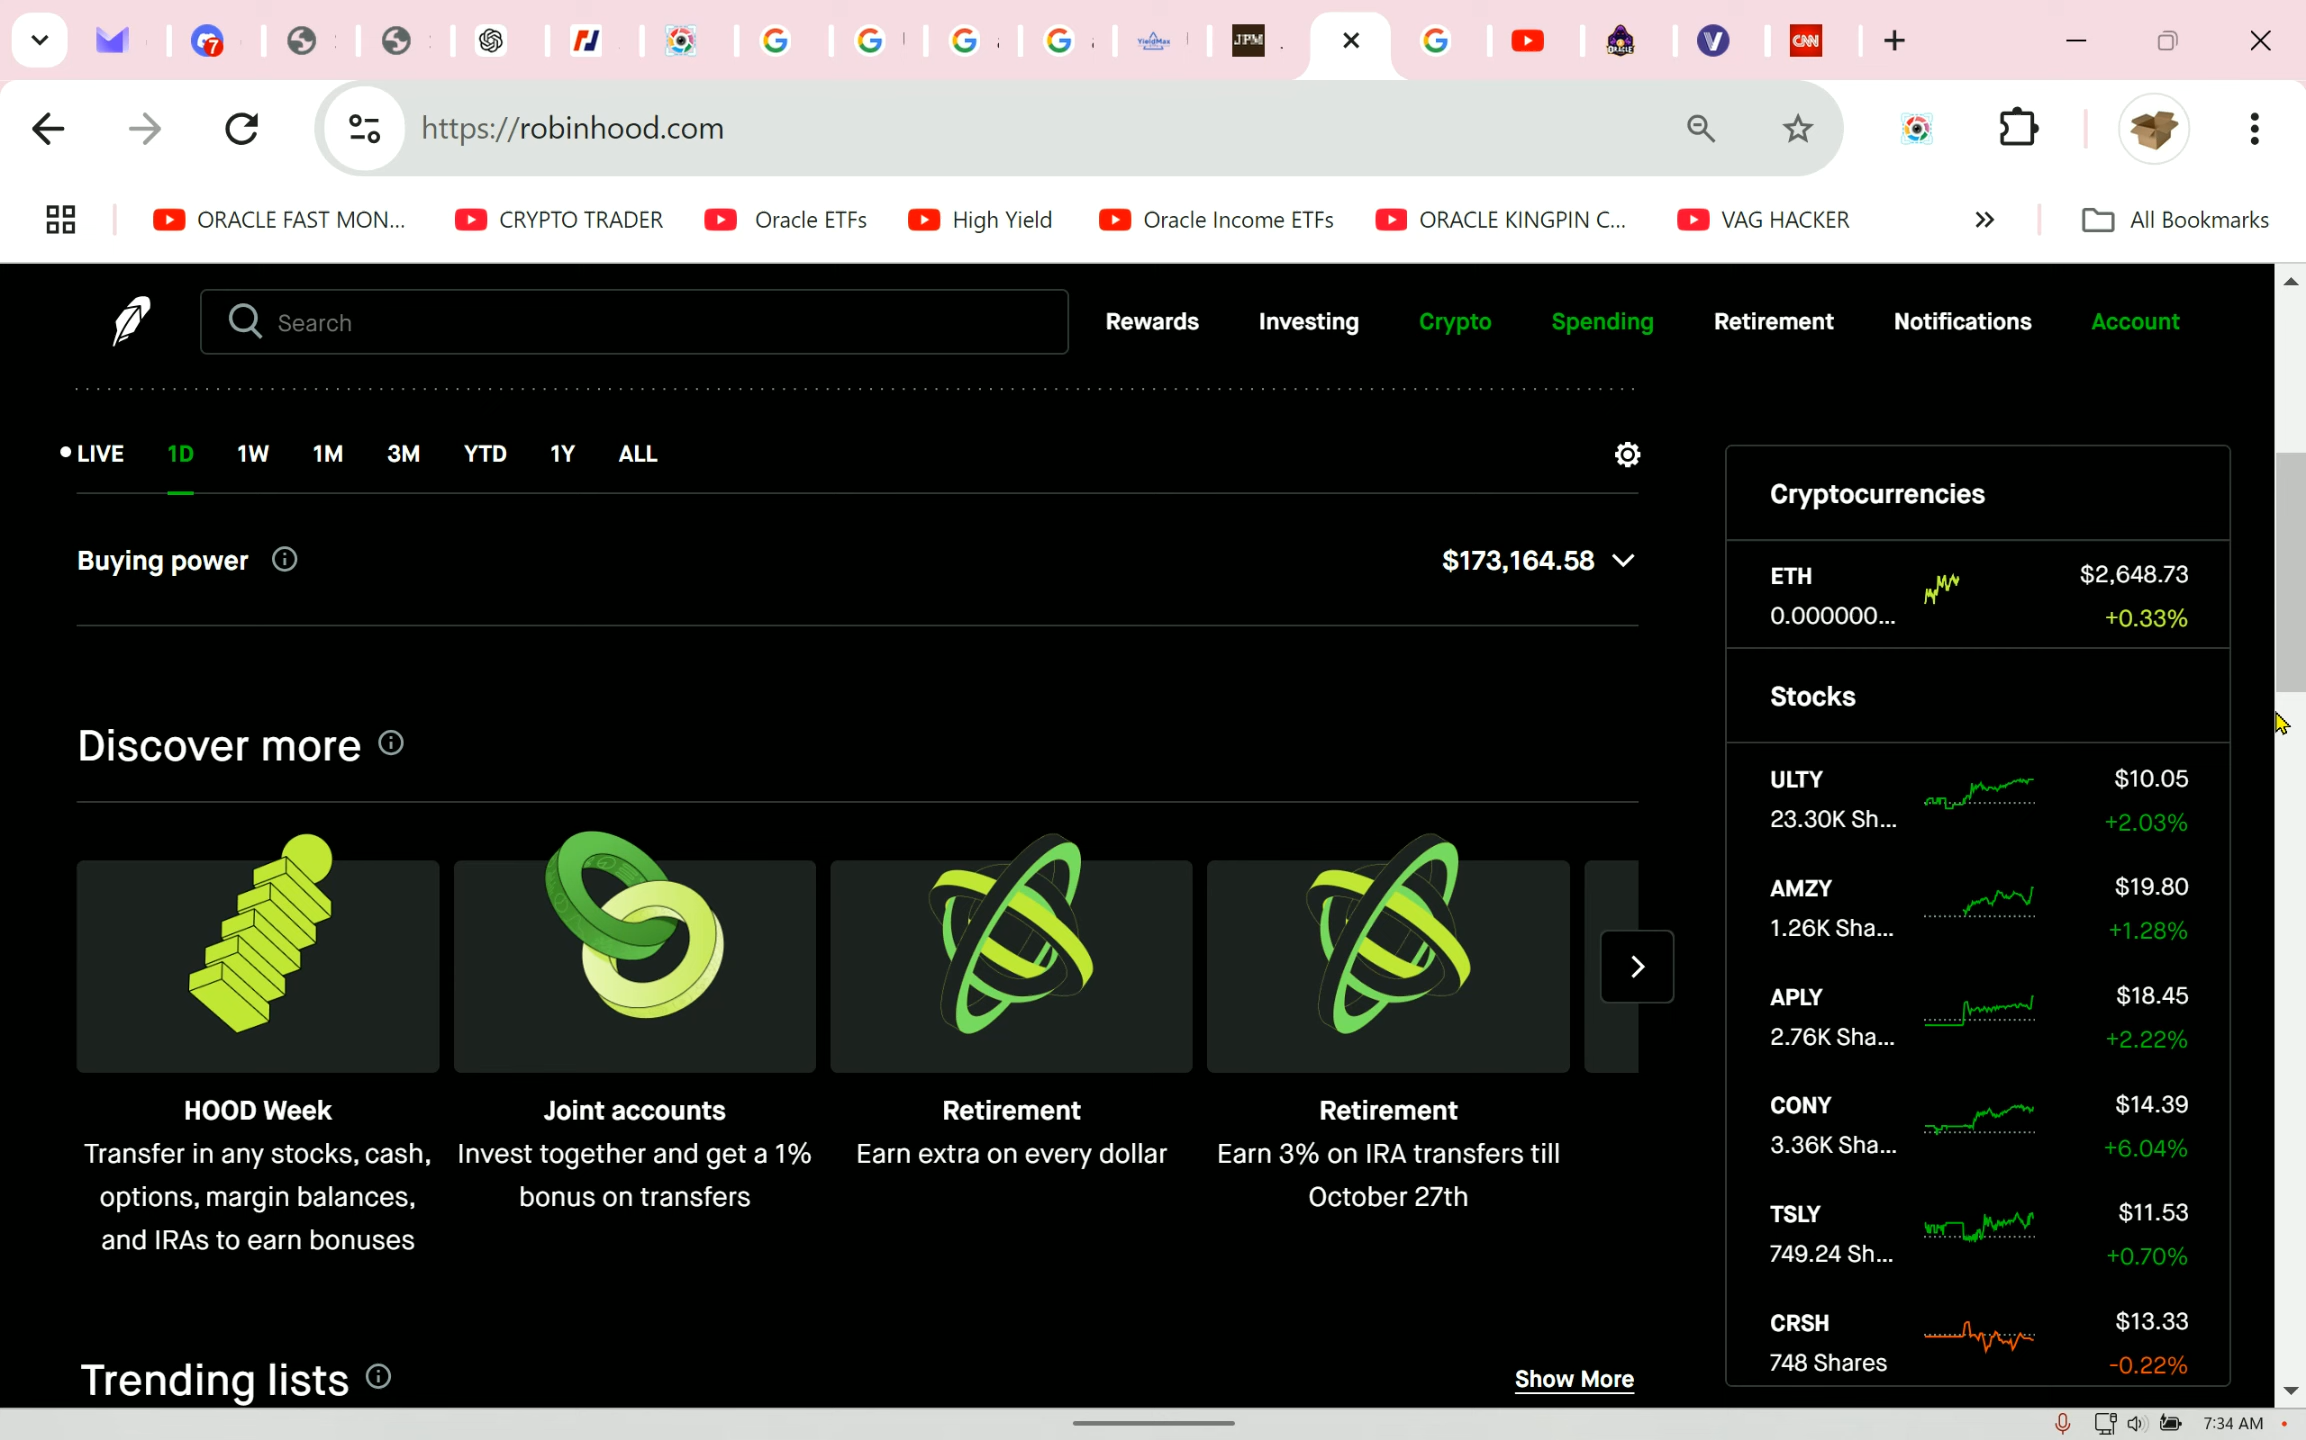 7
JPM
YieldMax
ORACLE
V
CNN
https://robinhood.com
ORACLE FAST MON...
CRYPTO TRADER
Oracle ETFs
High Yield
Oracle Income ETFs
ORACLE KINGPIN C...
VAG HACKER
All Bookmarks
Search
Rewards
Investing
Crypto
Spending
Retirement
Notifications
Account
LIVE 1D 1W 1M 3M YTD 1Y ALL
Buying power
$173,164.58
Discover more
HOOD Week
Transfer in any stocks, cash,
options, margin balances,
and IRAs to earn bonuses
Joint accounts
Invest together and get a 1%
bonus on transfers
Retirement
Earn extra on every dollar
Retirement
Earn 3% on IRA transfers till
October 27th
Trending lists
Show More
Cryptocurrencies
ETH $2,648.73
0.000000... +0.33%
Stocks
ULTY $10.05
23.30K Sh... +2.03%
AMZY $19.80
1.26K Sha... +1.28%
APLY $18.45
2.76K Sha... +2.22%
CONY $14.39
3.36K Sha... +6.04%
TSLY $11.53
749.24 Sh... +0.70%
CRSH $13.33
748 Shares -0.22%
7:34 AM